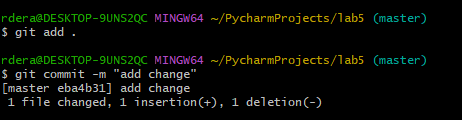 rdera@DESKTOP-9UNS2QC MINGW64 ~/PycharmProjects/lab5 (master)
$ git add .
rdera@DESKTOP-9UNS2QC MINGW64 ~/PycharmProjects/lab5 (master)
$ git commit -m "add change"
[master eba4b31] add change
 1 file changed, 1 insertion(+), 1 deletion(-)